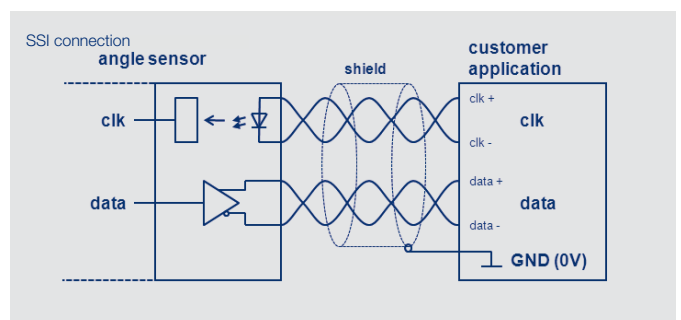 SSI connection
angle sensor
shield
customer
application
clk
clk +
clk
clk -
data
data +
data
data -
GND (0V)